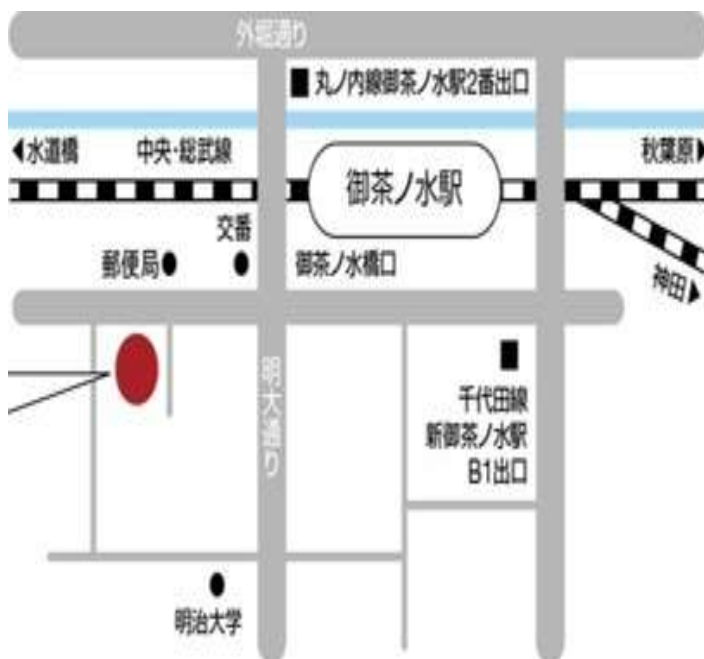 外堀通り
■丸ノ内線御茶ノ水駅2番出口
◀水道橋
中央・総武線
秋葉原▶
御茶ノ水駅
交番
郵便局●
御茶ノ水橋口
神田▶
明大通り
千代田線
新御茶ノ水駅
B1出口
明治大学